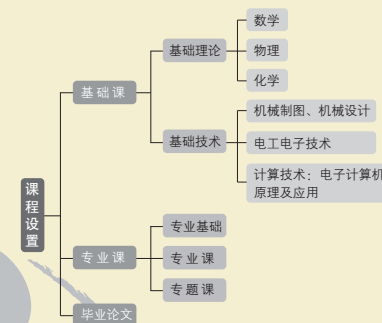 课程设置
基础课
基础理论
数学
物理
化学
基础技术
机械制图、机械设计
电工电子技术
计算技术：电子计算机
原理及应用
专业课
专业基础
专业课
专题课
毕业论文